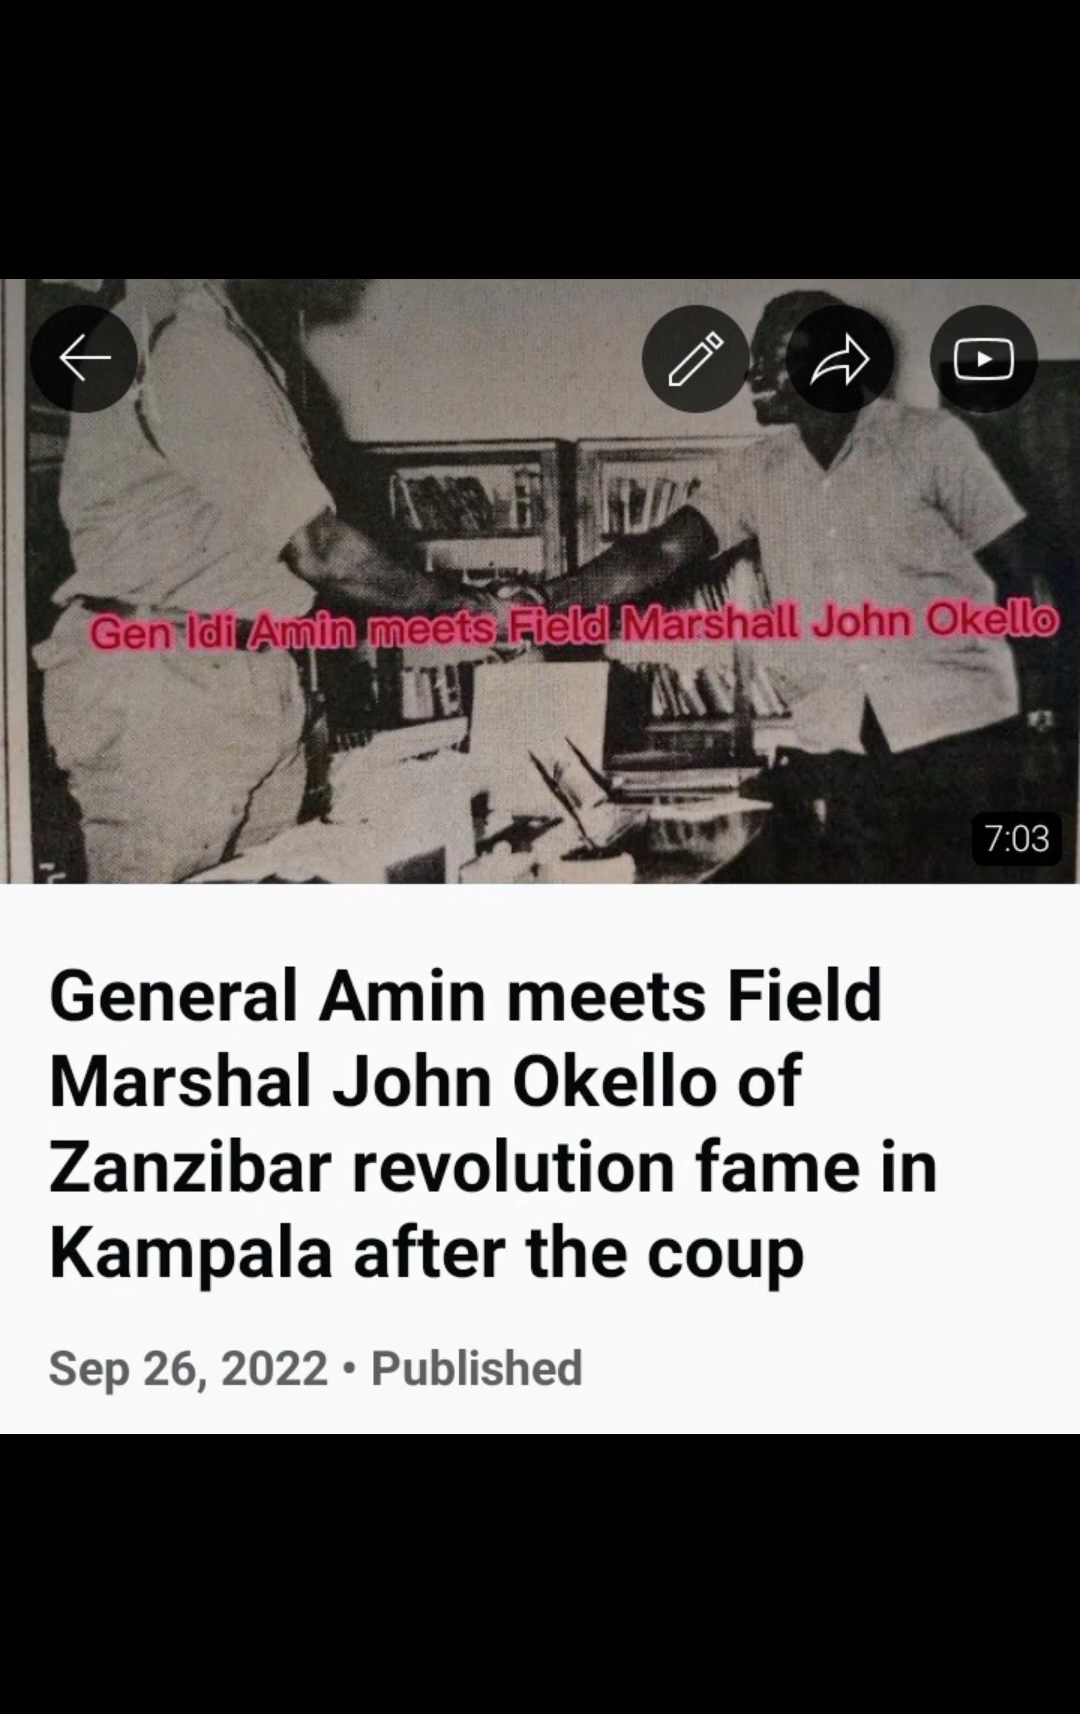 Gen Idi Amin meets Field Marshall John Okello
7:03
General Amin meets Field
Marshal John Okello of
Zanzibar revolution fame in
Kampala after the coup
Sep 26, 2022 • Published